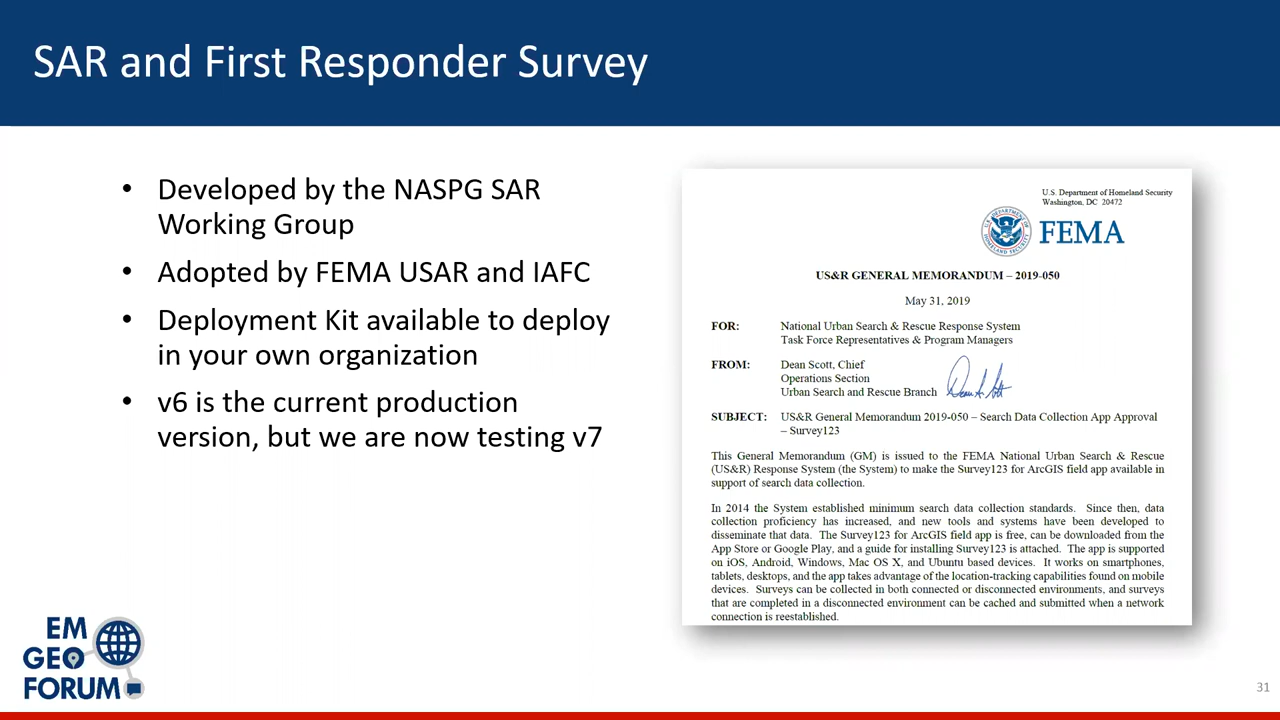 SAR and First Responder Survey
• Developed by the NASPG SAR
Working Group
• Adopted by FEMA USAR and IAFC
• Deployment Kit available to deploy
in your own organization
• v6 is the current production
version, but we are now testing v7
U.S. Department of Homeland Security
Washington, DC 20472
FEMA
US&R GENERAL MEMORANDUM – 2019-050
May 31, 2019
FOR: National Urban Search & Rescue Response System
Task Force Representatives & Program Managers
FROM: Dean Scott, Chief
Operations Section
Urban Search and Rescue Branch
SUBJECT: US&R General Memorandum 2019-050 – Search Data Collection App Approval
– Survey123
This General Memorandum (GM) is issued to the FEMA National Urban Search & Rescue
(US&R) Response System (the System) to make the Survey123 for ArcGIS field app available in
support of search data collection.
In 2014 the System established minimum search data collection standards. Since then, data
collection proficiency has increased, and new tools and systems have been developed to
disseminate that data. The Survey123 for ArcGIS field app is free, can be downloaded from the
App Store or Google Play, and a guide for installing Survey123 is attached. The app is supported
on iOS, Android, Windows, Mac OS X, and Ubuntu based devices. It works on smartphones,
tablets, desktops, and the app takes advantage of the location-tracking capabilities found on mobile
devices. Surveys can be collected in both connected or disconnected environments, and surveys
that are completed in a disconnected environment can be cached and submitted when a network
connection is reestablished.
EM
GEO
FORUM
31